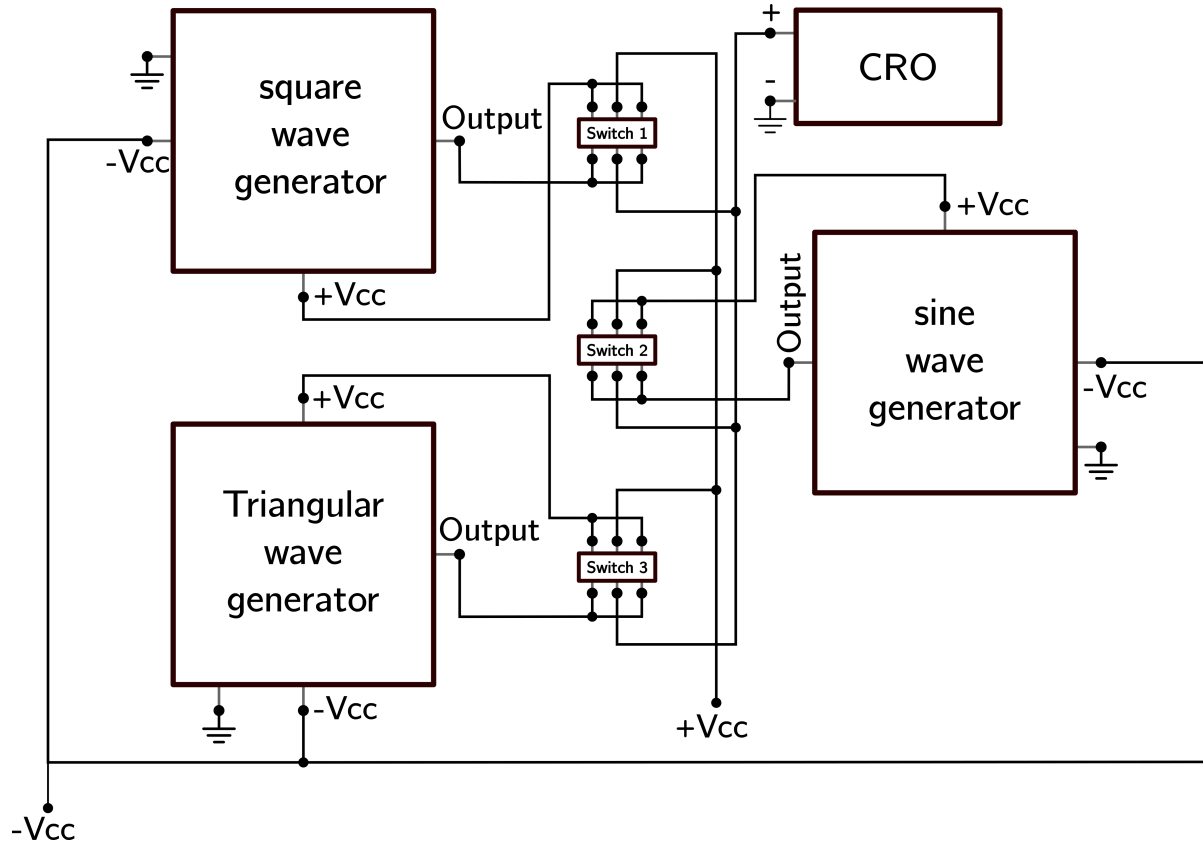 square
wave
generator
-Vcc
Output
+Vcc
Switch 1
+
-
CRO
+Vcc
Output
sine
wave
generator
-Vcc
Switch 2
+Vcc
Triangular
wave
generator
Output
Switch 3
-Vcc
+Vcc
-Vcc